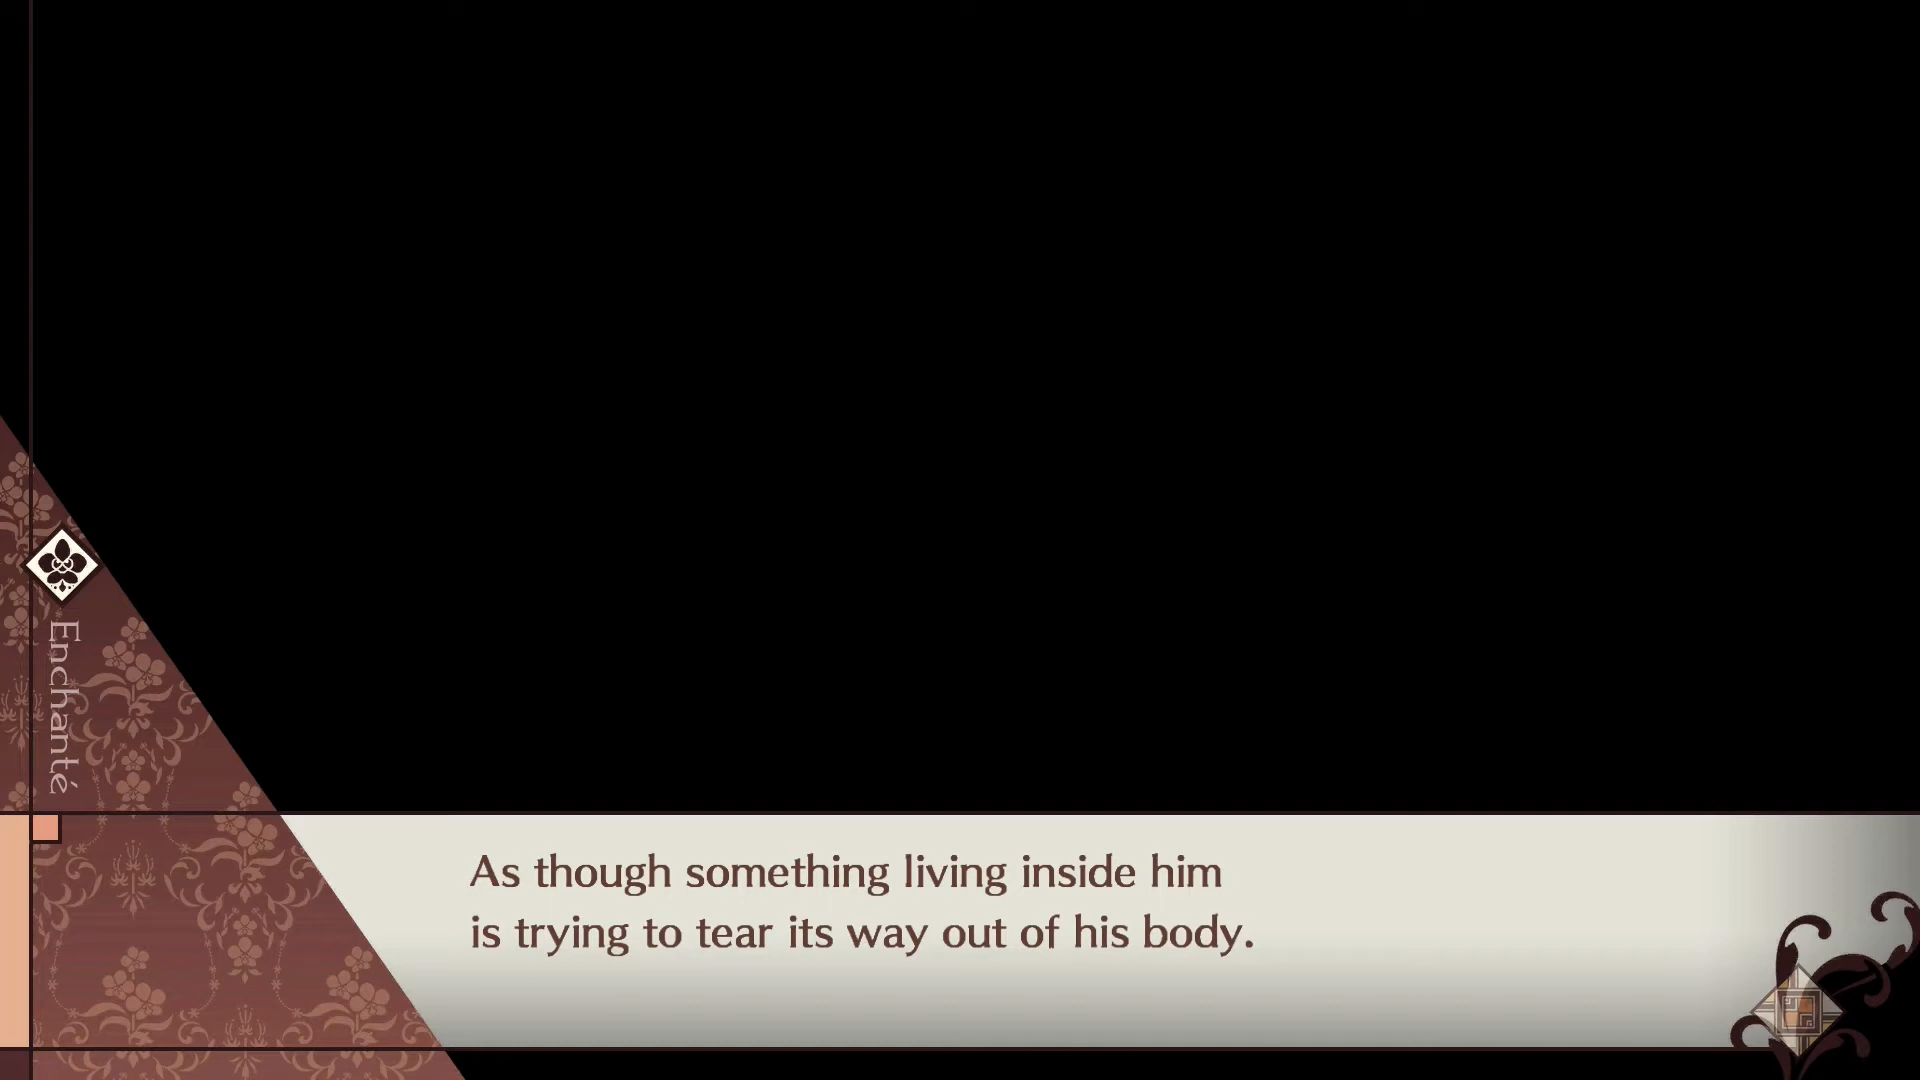 Enchanté
As though something living inside him
is trying to tear its way out of his body.